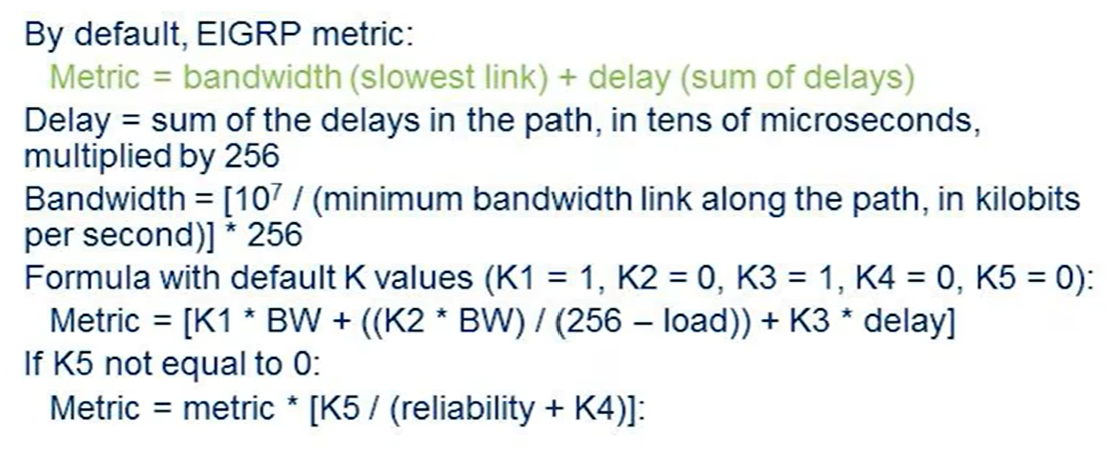 By default, EIGRP metric:
Metric = bandwidth (slowest link) + delay (sum of delays)
Delay = sum of the delays in the path, in tens of microseconds,
multiplied by 256
Bandwidth = [10⁷ / (minimum bandwidth link along the path, in kilobits
per second)] * 256
Formula with default K values (K1 = 1, K2 = 0, K3 = 1, K4 = 0, K5 = 0):
Metric = [K1 * BW + ((K2 * BW) / (256 – load)) + K3 * delay]
If K5 not equal to 0:
Metric = metric * [K5 / (reliability + K4)]: